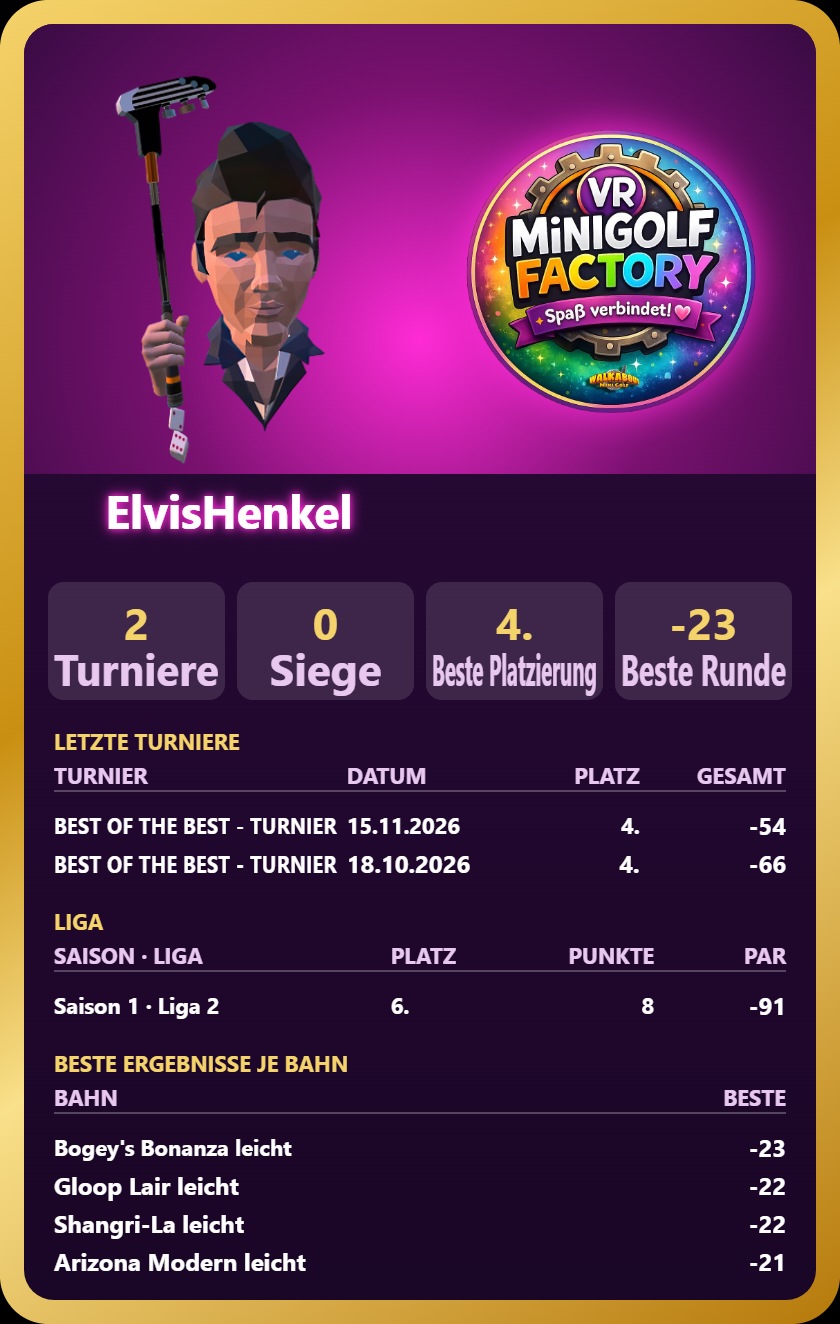 VR
MiNIGOLF
FACTORY
Spaß verbindet!
WALKABOUT
MINI GOLF
ElvisHenkel
2 0 4. -23
Turniere Siege Beste Platzierung Beste Runde
LETZTE TURNIERE
TURNIER DATUM PLATZ GESAMT
BEST OF THE BEST - TURNIER 15.11.2026 4. -54
BEST OF THE BEST - TURNIER 18.10.2026 4. -66
LIGA
SAISON · LIGA PLATZ PUNKTE PAR
Saison 1 · Liga 2 6. 8 -91
BESTE ERGEBNISSE JE BAHN
BAHN BESTE
Bogey's Bonanza leicht -23
Gloop Lair leicht -22
Shangri-La leicht -22
Arizona Modern leicht -21